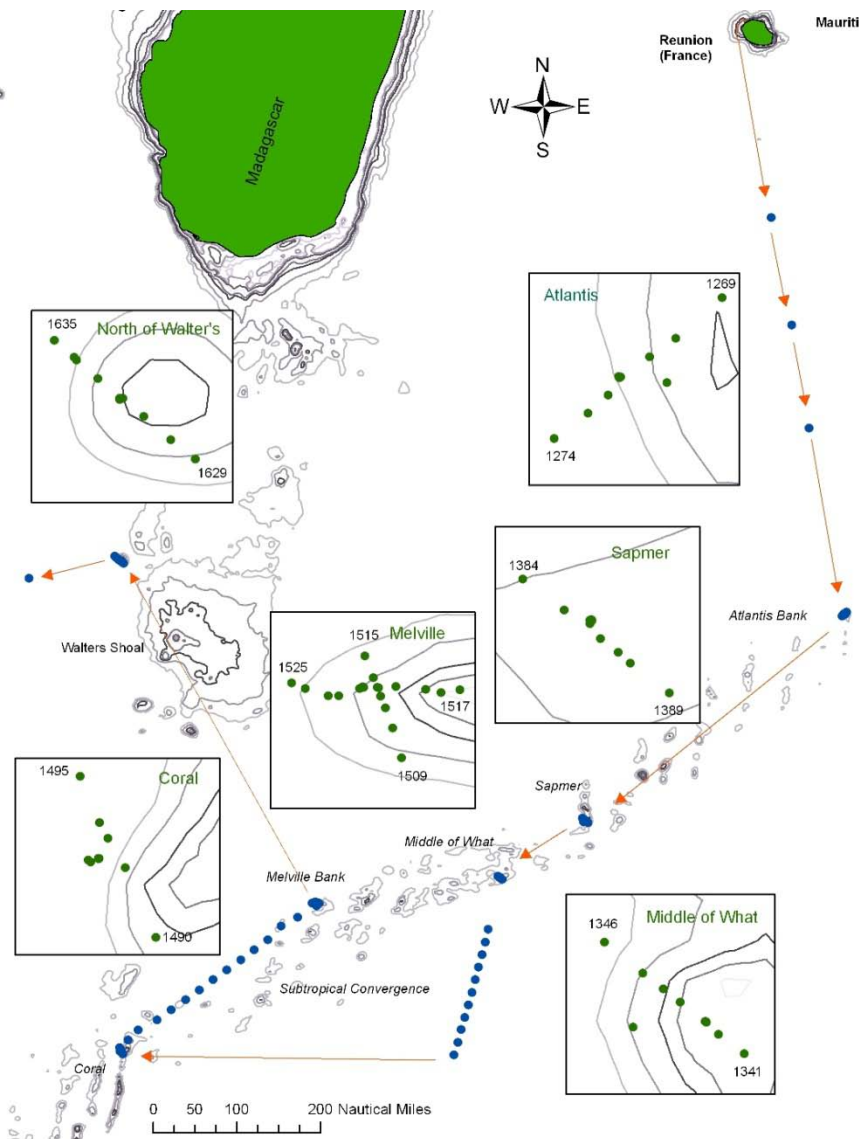 Mauriti
Reunion
(France)
N
W
E
S
Madagascar
1269
Atlantis
1274
1635
North of Walter's
1629
1384
Sapmer
1389
Atlantis Bank
Walters Shoal
1515
Melville
1525
1517
1509
1495
Coral
1490
Sapmer
Middle of What
Melville Bank
1346
Middle of What
1341
Subtropical Convergence
Coral
0 50 100 200 Nautical Miles